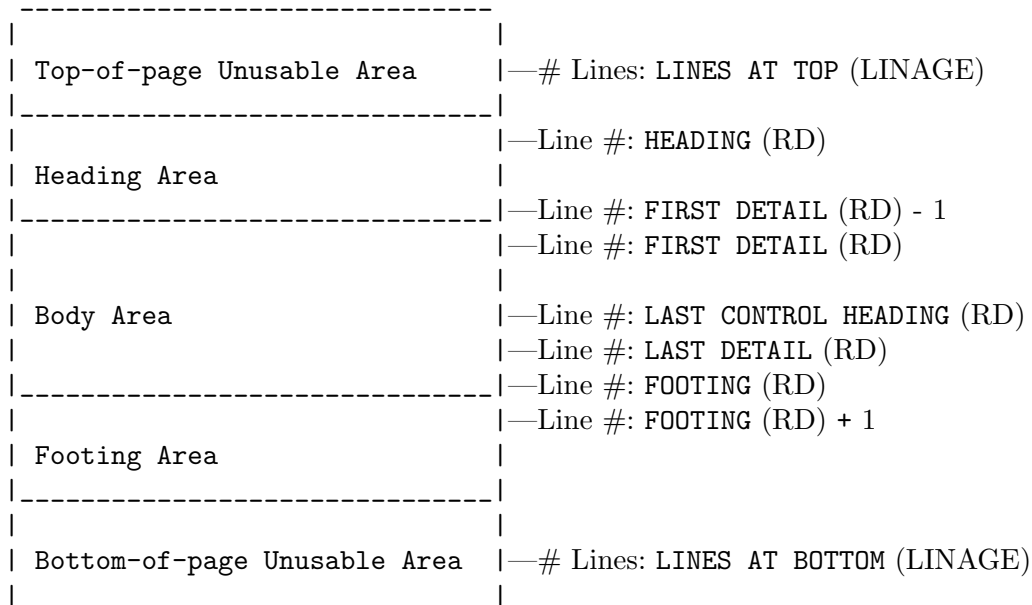 Top-of-page Unusable Area —# Lines: LINES AT TOP (LINAGE)
—Line #: HEADING (RD)
Heading Area
—Line #: FIRST DETAIL (RD) - 1
—Line #: FIRST DETAIL (RD)
Body Area —Line #: LAST CONTROL HEADING (RD)
—Line #: LAST DETAIL (RD)
—Line #: FOOTING (RD)
—Line #: FOOTING (RD) + 1
Footing Area
Bottom-of-page Unusable Area —# Lines: LINES AT BOTTOM (LINAGE)